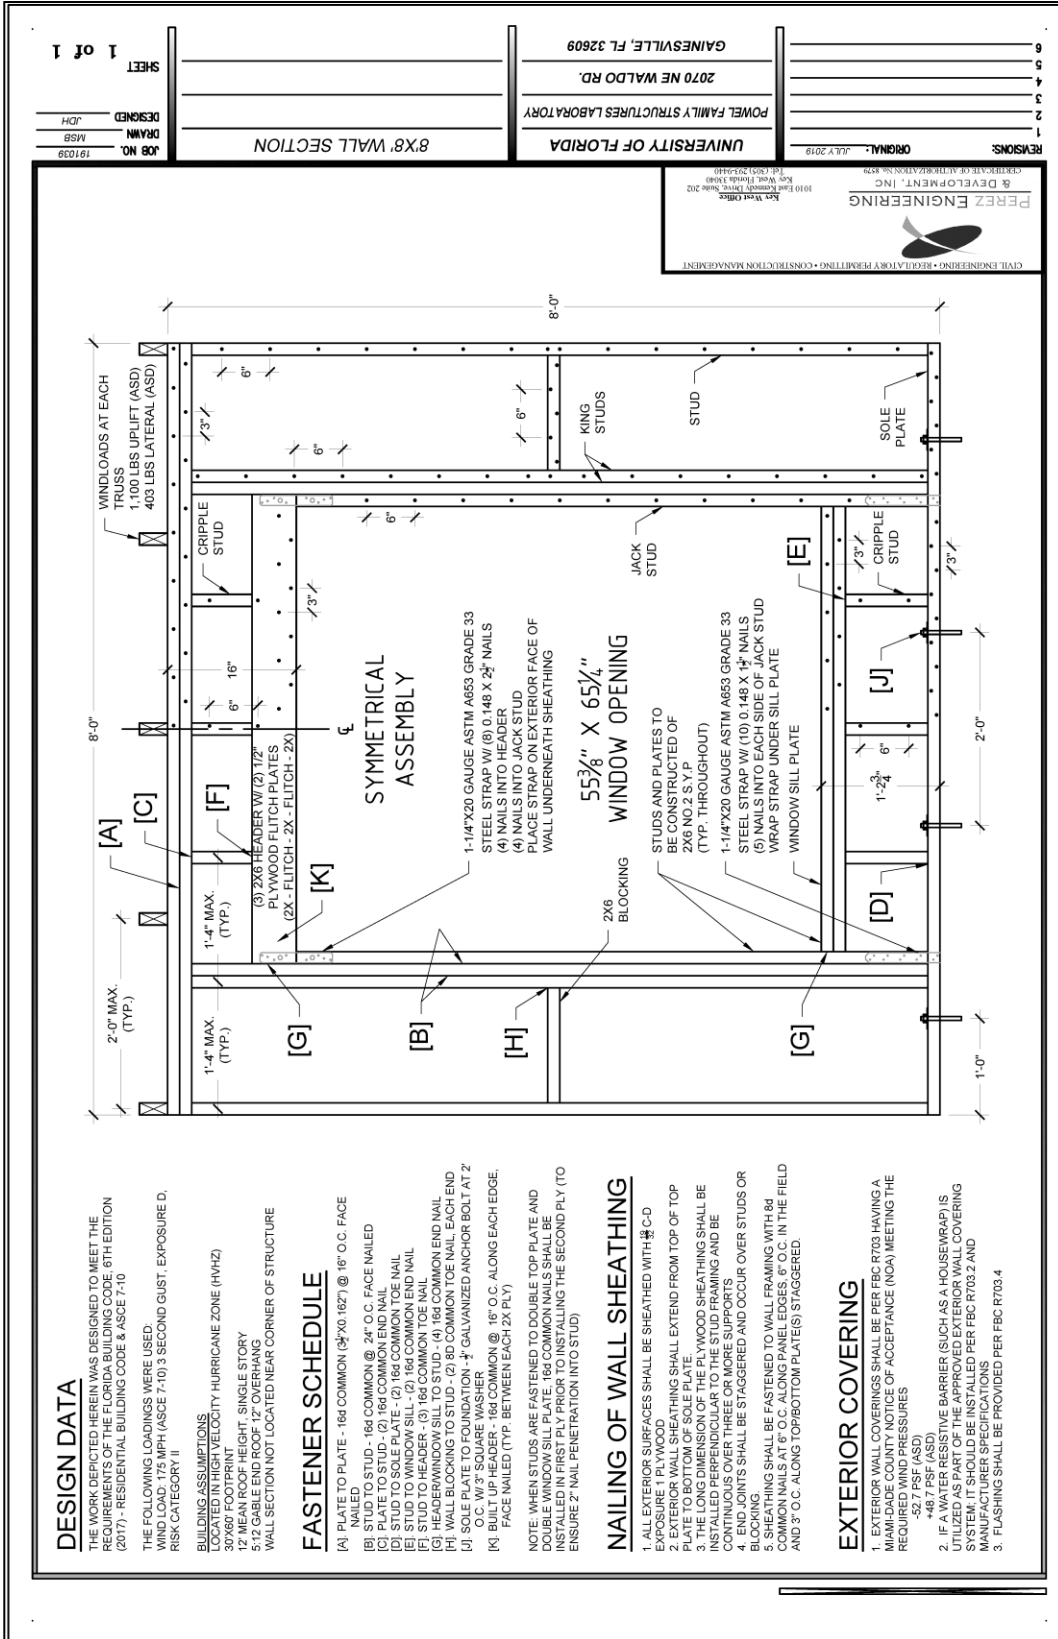 DESIGN DATA
THE WORK DEPICTED HEREIN WAS DESIGNED TO MEET THE
REQUIREMENTS OF THE FLORIDA BUILDING CODE, 6TH EDITION
(2017) - RESIDENTIAL BUILDING CODE & ASCE 7-10
THE FOLLOWING LOADINGS WERE USED:
WIND LOAD: 175 MPH (ASCE 7-10) 3 SECOND GUST, EXPOSURE D,
RISK CATEGORY II
BUILDING ASSUMPTIONS
LOCATED IN HIGH VELOCITY HURRICANE ZONE (HVHZ)
30'X60' FOOTPRINT
12' MEAN ROOF HEIGHT, SINGLE STORY
5:12 GABLE END ROOF, 12" OVERHANG
WALL SECTION NOT LOCATED NEAR CORNER OF STRUCTURE
FASTENER SCHEDULE
[A]. PLATE TO PLATE - 16d COMMON (3½"X0.162") @ 16" O.C. FACE
NAILED
[B]. STUD TO STUD - 16d COMMON @ 24" O.C. FACE NAILED
[C]. PLATE TO STUD - (2) 16d COMMON END NAIL
[D]. STUD TO SOLE PLATE - (2) 16d COMMON TOE NAIL
[E]. STUD TO WINDOW SILL - (2) 16d COMMON END NAIL
[F]. STUD TO HEADER - (3) 16d COMMON TOE NAIL
[G]. HEADER/WINDOW SILL TO STUD - (4) 16d COMMON END NAIL
[H]. WALL BLOCKING TO STUD - (2) 8D COMMON TOE NAIL, EACH END
[J]. SOLE PLATE TO FOUNDATION - ½" GALVANIZED ANCHOR BOLT AT 2'
O.C. W/ 3" SQUARE WASHER
[K]. BUILT UP HEADER - 16d COMMON @ 16" O.C. ALONG EACH EDGE,
FACE NAILED (TYP. BETWEEN EACH 2X PLY)
NOTE: WHEN STUDS ARE FASTENED TO DOUBLE TOP PLATE AND
DOUBLE WINDOW SILL PLATE, 16d COMMON NAILS SHALL BE
INSTALLED IN FIRST PLY PRIOR TO INSTALLING THE SECOND PLY (TO
ENSURE 2" NAIL PENETRATION INTO STUD)
NAILING OF WALL SHEATHING
1. ALL EXTERIOR SURFACES SHALL BE SHEATHED WITH 19/32 C-D
EXPOSURE 1 PLYWOOD
2. EXTERIOR WALL SHEATHING SHALL EXTEND FROM TOP OF TOP
PLATE TO BOTTOM OF SOLE PLATE.
3. THE LONG DIMENSION OF THE PLYWOOD SHEATHING SHALL BE
INSTALLED PERPENDICULAR TO THE STUD FRAMING AND BE
CONTINUOUS OVER THREE OR MORE SUPPORTS
4. END JOINTS SHALL BE STAGGERED AND OCCUR OVER STUDS OR
BLOCKING.
5. SHEATHING SHALL BE FASTENED TO WALL FRAMING WITH 8d
COMMON NAILS AT 6" O.C. ALONG PANEL EDGES, 6" O.C. IN THE FIELD
AND 3" O.C. ALONG TOP/BOTTOM PLATE(S) STAGGERED.
EXTERIOR COVERING
1. EXTERIOR WALL COVERINGS SHALL BE PER FBC R703 HAVING A
MIAMI-DADE COUNTY NOTICE OF ACCEPTANCE (NOA) MEETING THE
REQUIRED WIND PRESSURES
-52.7 PSF (ASD)
+48.7 PSF (ASD)
2. IF A WATER RESISTIVE BARRIER (SUCH AS A HOUSEWRAP) IS
UTILIZED AS PART OF THE APPROVED EXTERIOR WALL COVERING
SYSTEM; IT SHOULD BE INSTALLED PER FBC R703.2 AND
MANUFACTURER SPECIFICATIONS
3. FLASHING SHALL BE PROVIDED PER FBC R703.4
8'-0"
2'-0" MAX.
(TYP.)
[A]
[C]
WINDLOADS AT EACH
TRUSS
1,100 LBS UPLIFT (ASD)
403 LBS LATERAL (ASD)
8'-0"
1'-4" MAX.
(TYP.)
1'-4" MAX.
(TYP.)
[F]
6"
16"
CRIPPLE
STUD
3"
6"
(3) 2X6 HEADER W/ (2) 1/2"
PLYWOOD FLITCH PLATES
(2X - FLITCH - 2X - FLITCH - 2X)
[G]
[K]
3"
6"
6"
℄
SYMMETRICAL
ASSEMBLY
[B]
1-1/4"X20 GAUGE ASTM A653 GRADE 33
STEEL STRAP W/ (8) 0.148 X 2½" NAILS
(4) NAILS INTO HEADER
(4) NAILS INTO JACK STUD
PLACE STRAP ON EXTERIOR FACE OF
WALL UNDERNEATH SHEATHING
[H]
2X6
BLOCKING
55⅜" X 65¼"
WINDOW OPENING
KING
STUDS
6"
JACK
STUD
STUD
STUDS AND PLATES TO
BE CONSTRUCTED OF
2X6 NO.2 S.Y.P
(TYP. THROUGHOUT)
1-1/4"X20 GAUGE ASTM A653 GRADE 33
STEEL STRAP W/ (10) 0.148 X 1½" NAILS
(5) NAILS INTO EACH SIDE OF JACK STUD
WRAP STRAP UNDER SILL PLATE
WINDOW SILL PLATE
[G]
[D]
[E]
[J]
3"
CRIPPLE
STUD
SOLE
PLATE
6"
1'-2¾"
3"
1'-0"
2'-0"
CIVIL ENGINEERING • REGULATORY PERMITTING • CONSTRUCTION MANAGEMENT
PEREZ ENGINEERING
& DEVELOPMENT, INC
CERTIFICATE OF AUTHORIZATION No. 8579
Key West Office
1010 East Kennedy Drive, Suite 202
Key West, Florida 33040
Tel: (305) 293-9440
REVISIONS:
ORIGINAL: JULY 2019
1
2
3
4
5
6
UNIVERSITY OF FLORIDA
POWEL FAMILY STRUCTURES LABORATORY
2070 NE WALDO RD.
GAINESVILLE, FL 32609
8'X8' WALL SECTION
JOB NO. 191039
DRAWN MSB
DESIGNED JDH
SHEET
1 of 1